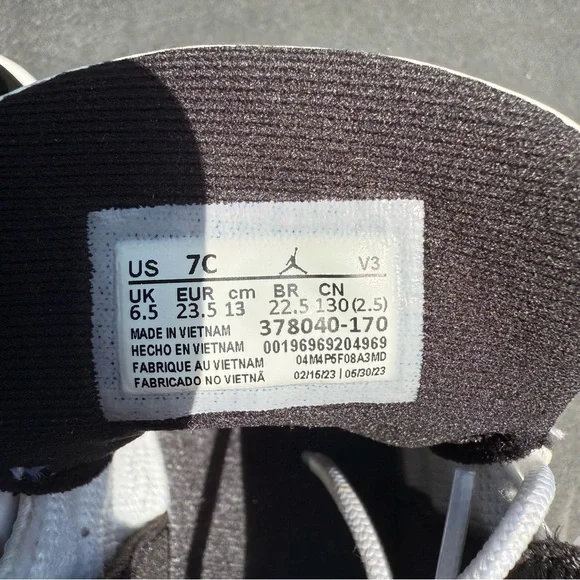 US 7C V3
UK EUR cm BR CN
6.5 23.5 13 22.5 130(2.5)
MADE IN VIETNAM 378040-170
HECHO EN VIETNAM 00196969204969
FABRIQUE AU VIETNAM 04M4P5F08A3MD
FABRICADO NO VIETNÃ 02/15/23 | 05/30/23